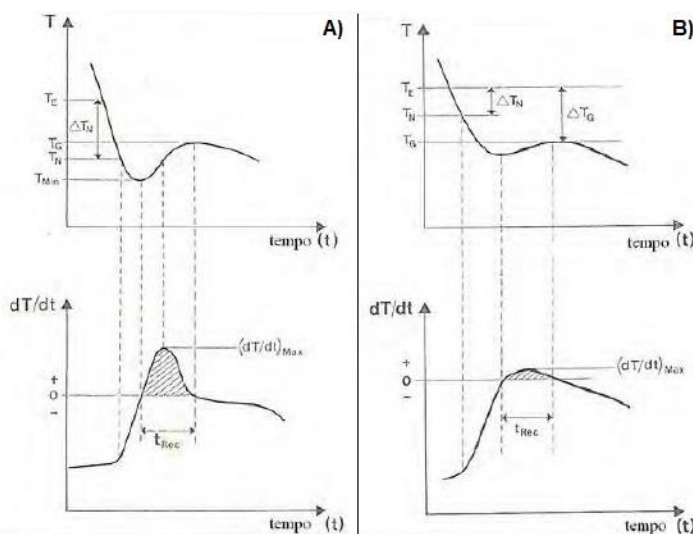 A)
T
T_E
ΔT_N
T_G
T_N
T_Min
tempo (t)
dT/dt
+
0
−
(dT/dt)_Max
t_Rec
tempo (t)
B)
T
T_E
T_N
T_G
ΔT_N
ΔT_G
tempo (t)
dT/dt
+
0
−
(dT/dt)_Max
t_Rec
tempo (t)